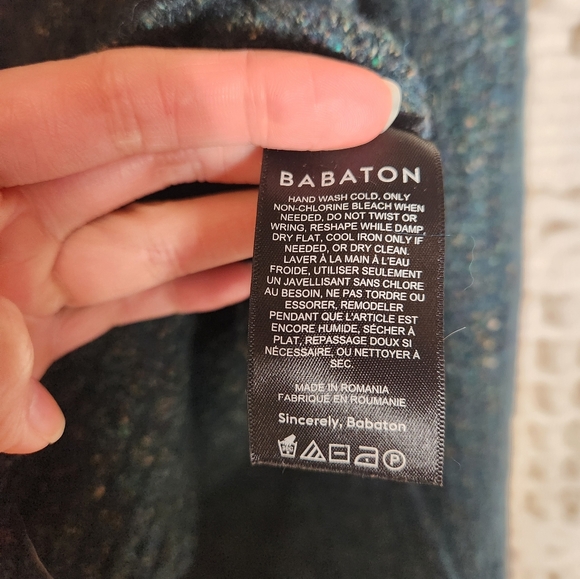 BABATON
HAND WASH COLD, ONLY
NON-CHLORINE BLEACH WHEN
NEEDED, DO NOT TWIST OR
WRING, RESHAPE WHILE DAMP,
DRY FLAT, COOL IRON ONLY IF
NEEDED, OR DRY CLEAN.
LAVER À LA MAIN À L'EAU
FROIDE, UTILISER SEULEMENT
UN JAVELLISANT SANS CHLORE
AU BESOIN, NE PAS TORDRE OU
ESSORER, REMODELER
PENDANT QUE L'ARTICLE EST
ENCORE HUMIDE, SÉCHER À
PLAT, REPASSAGE DOUX SI
NÉCESSAIRE, OU NETTOYER À
SEC.
MADE IN ROMANIA
FABRIQUÉ EN ROUMANIE
Sincerely, Babaton
P